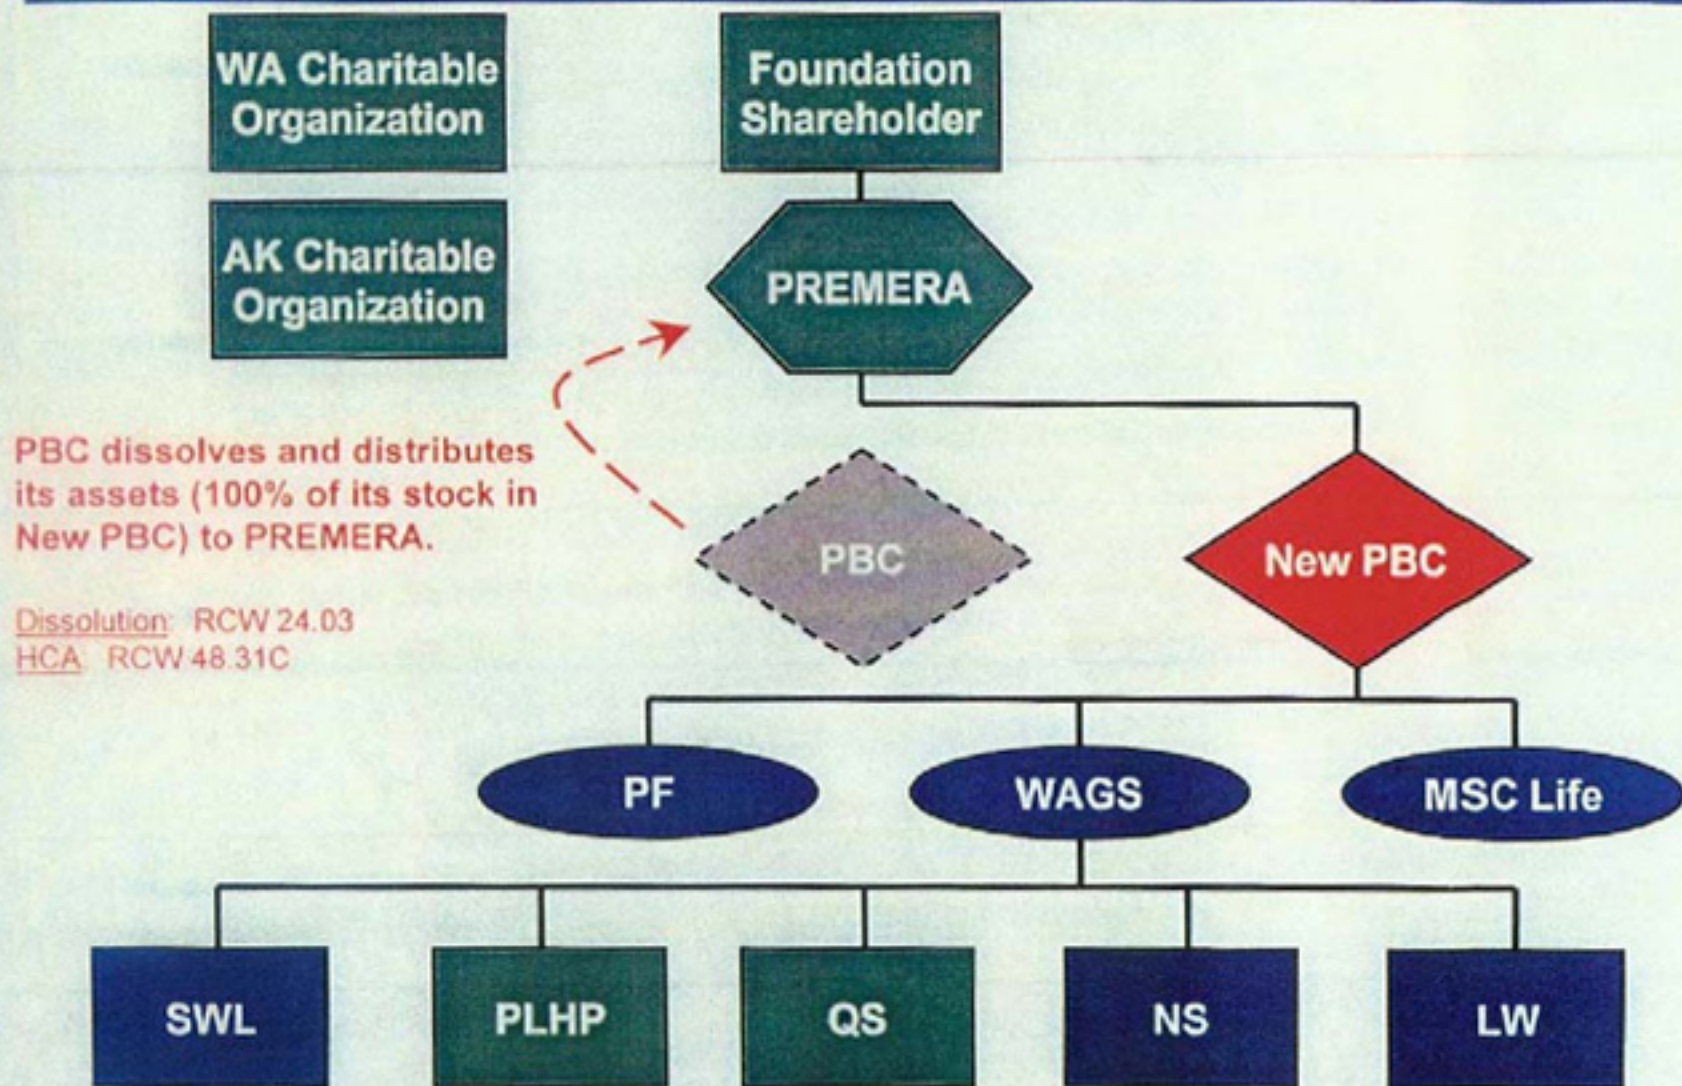 WA Charitable
Organization
Foundation
Shareholder
AK Charitable
Organization
PREMERA
PBC dissolves and distributes
its assets (100% of its stock in
New PBC) to PREMERA.
Dissolution: RCW 24.03
HCA: RCW 48.31C
PBC
New PBC
PF
WAGS
MSC Life
SWL
PLHP
QS
NS
LW